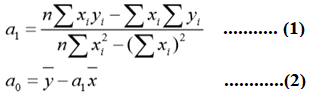 a₁ = (n∑xᵢyᵢ − ∑xᵢ∑yᵢ) / (n∑xᵢ² − (∑xᵢ)²) ........... (1)
a₀ = y̅ − a₁x̅ ............(2)